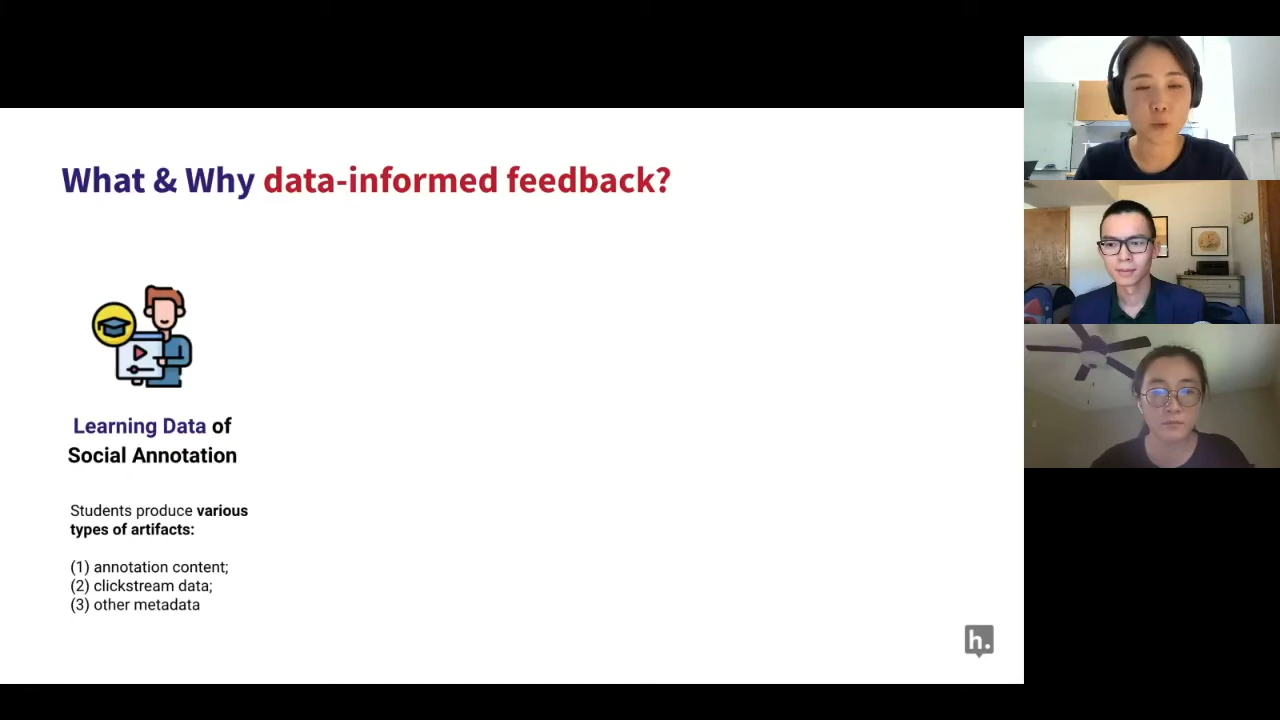 What & Why data-informed feedback?
Learning Data of
Social Annotation
Students produce various
types of artifacts:
(1) annotation content;
(2) clickstream data;
(3) other metadata
h.